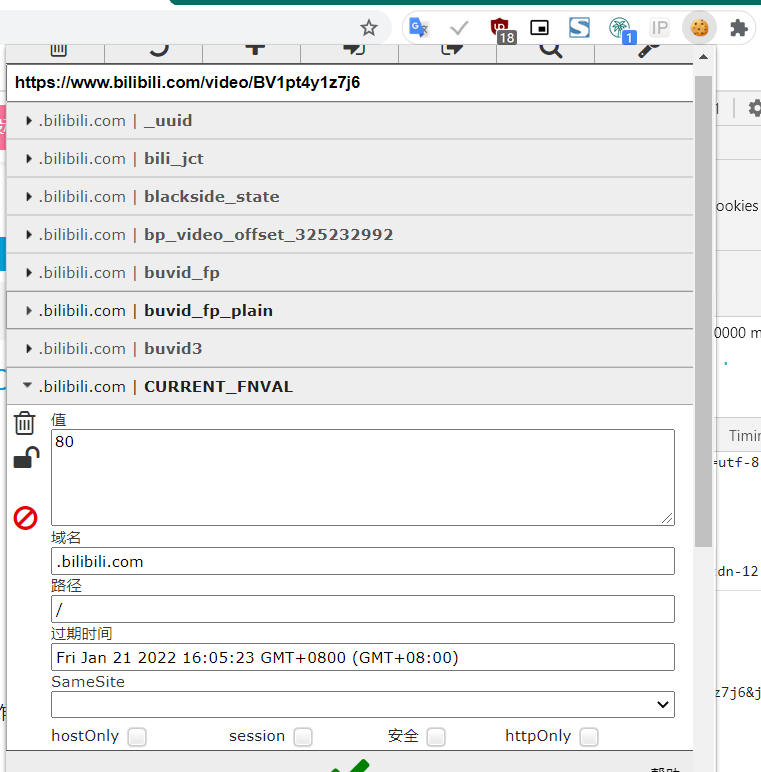 18
1
IP
https://www.bilibili.com/video/BV1pt4y1z7j6
.bilibili.com | _uuid
.bilibili.com | bili_jct
.bilibili.com | blackside_state
ookies
.bilibili.com | bp_video_offset_325232992
.bilibili.com | buvid_fp
.bilibili.com | buvid_fp_plain
0000 m
.bilibili.com | buvid3
.bilibili.com | CURRENT_FNVAL
值
Timin
80
=utf-8
域名
.bilibili.com
dn-12
路径
/
过期时间
Fri Jan 21 2022 16:05:23 GMT+0800 (GMT+08:00)
SameSite
z7j6&j
hostOnly
session
安全
httpOnly
帮助